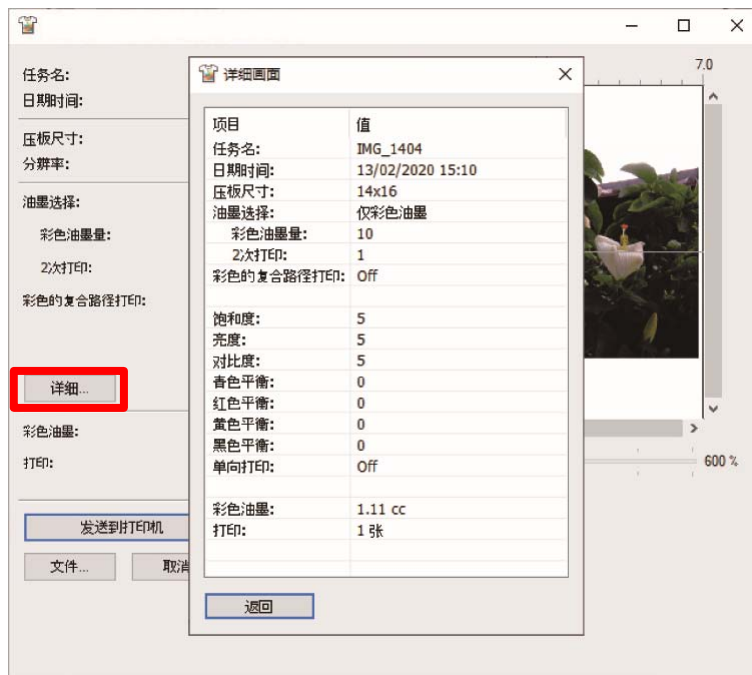 7.0
任务名:
日期时间:
压板尺寸:
分辨率:
油墨选择:
彩色油墨量:
2次打印:
彩色的复合路径打印:
详细...
彩色油墨:
打印:
600 %
发送到打印机
文件...
取消
详细画面
项目 值
任务名: IMG_1404
日期时间: 13/02/2020 15:10
压板尺寸: 14x16
油墨选择: 仅彩色油墨
彩色油墨量: 10
2次打印: 1
彩色的复合路径打印: Off
饱和度: 5
亮度: 5
对比度: 5
青色平衡: 0
红色平衡: 0
黄色平衡: 0
黑色平衡: 0
单向打印: Off
彩色油墨: 1.11 cc
打印: 1 张
返回